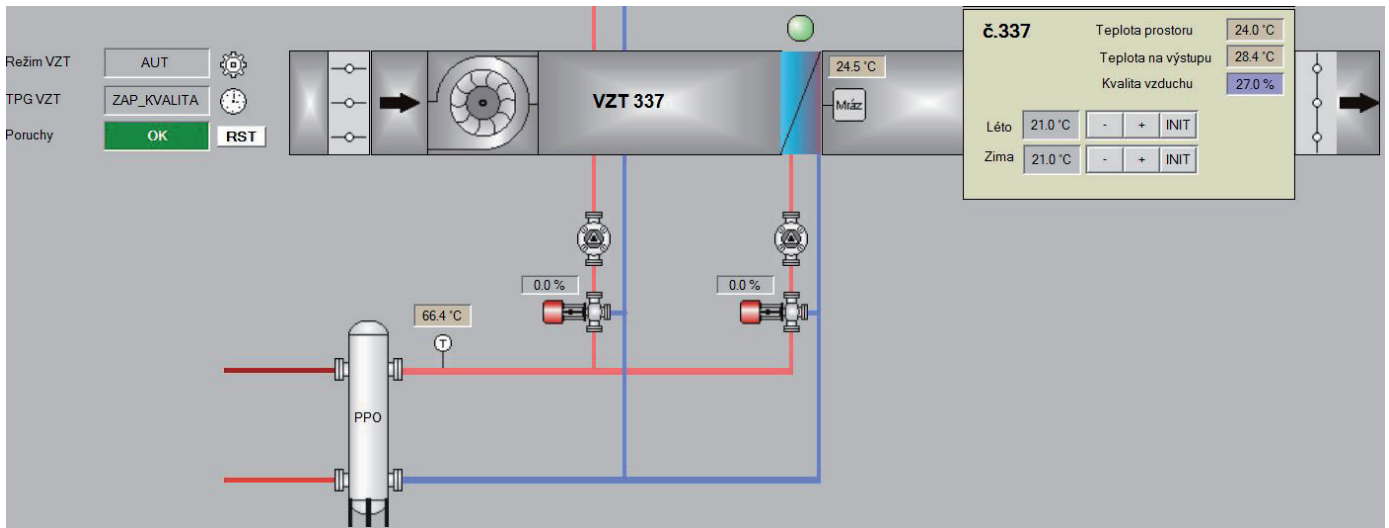 Režim VZT AUT
TPG VZT ZAP_KVALITA
Poruchy OK RST
VZT 337
24.5 °C
Mráz
č.337
Teplota prostoru 24.0 °C
Teplota na výstupu 28.4 °C
Kvalita vzduchu 27.0 %
Léto 21.0 °C - + INIT
Zima 21.0 °C - + INIT
0.0 %
0.0 %
66.4 °C
T
PPO